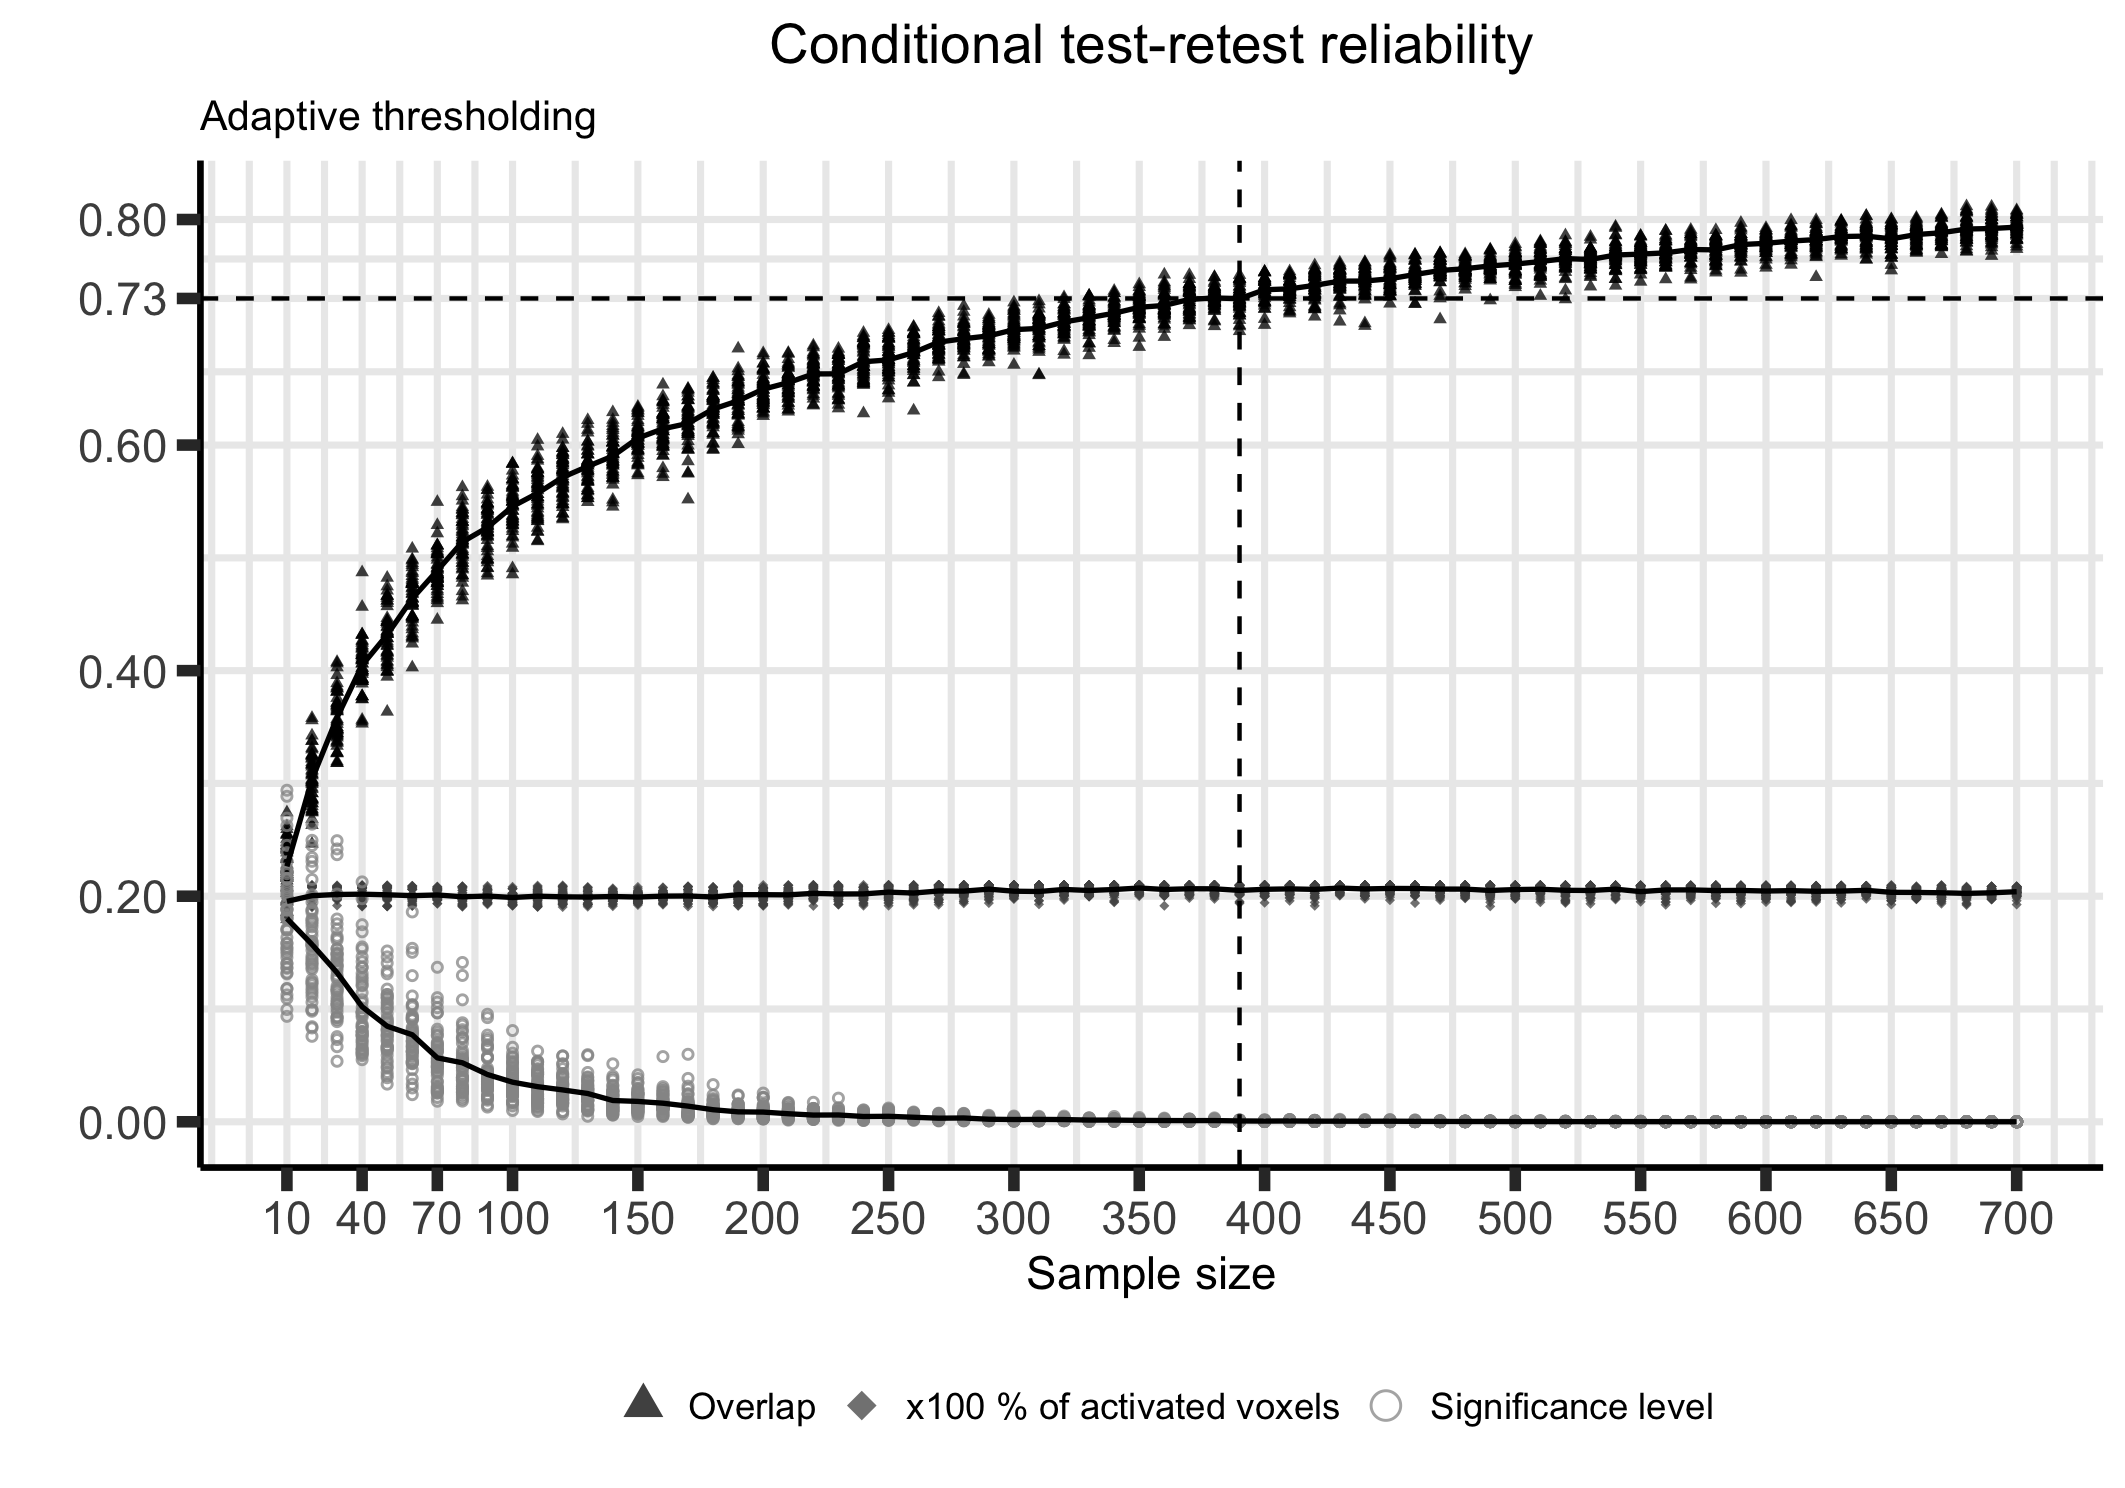 Conditional test-retest reliability
Adaptive thresholding
0.80
0.73
0.60
0.40
0.20
0.00
10 40 70 100 150 200 250 300 350 400 450 500 550 600 650 700
Sample size
Overlap x100 % of activated voxels Significance level